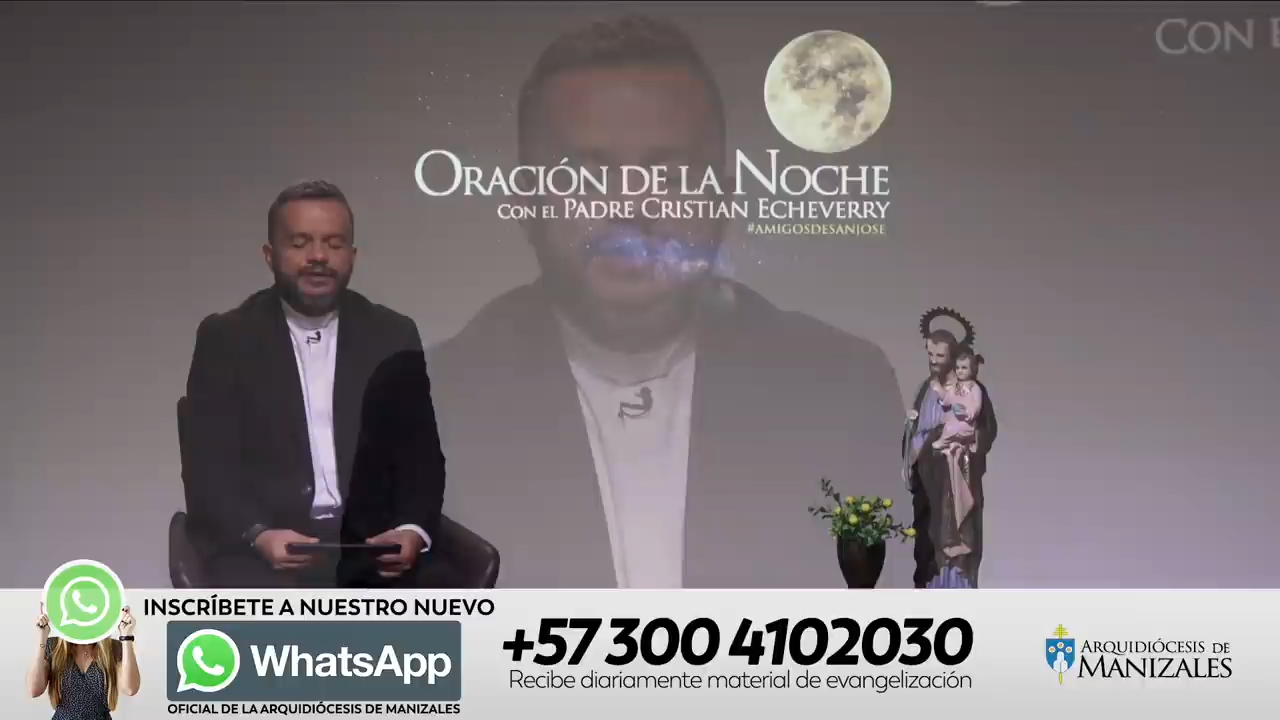 CON E
ORACIÓN DE LA NOCHE
CON EL PADRE CRISTIAN ECHEVERRY
#AMIGOSDESANJOSE
INSCRÍBETE A NUESTRO NUEVO
WhatsApp
OFICIAL DE LA ARQUIDIÓCESIS DE MANIZALES
+57 300 4102030
Recibe diariamente material de evangelización
ARQUIDIÓCESIS DE
MANIZALES